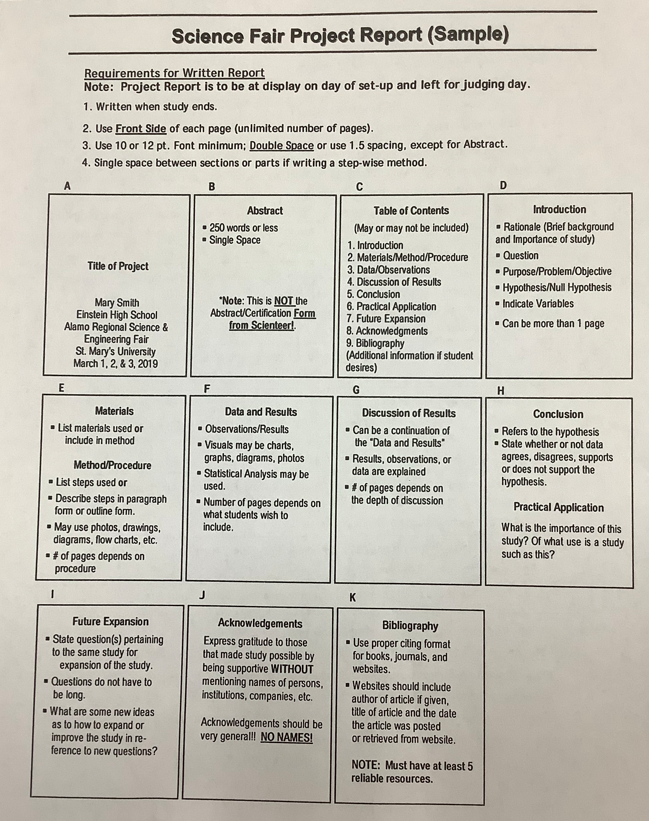 Science Fair Project Report (Sample)
Requirements for Written Report
Note: Project Report is to be at display on day of set-up and left for judging day.
1. Written when study ends.
2. Use Front Side of each page (unlimited number of pages).
3. Use 10 or 12 pt. Font minimum; Double Space or use 1.5 spacing, except for Abstract.
4. Single space between sections or parts if writing a step-wise method.
A
Title of Project
Mary Smith
Einstein High School
Alamo Regional Science &
Engineering Fair
St. Mary's University
March 1, 2, & 3, 2019
B
Abstract
▪ 250 words or less
▪ Single Space
*Note: This is NOT the
Abstract/Certification Form
from Scienteer!.
C
Table of Contents
(May or may not be included)
1. Introduction
2. Materials/Method/Procedure
3. Data/Observations
4. Discussion of Results
5. Conclusion
6. Practical Application
7. Future Expansion
8. Acknowledgments
9. Bibliography
(Additional information if student
desires)
D
Introduction
▪ Rationale (Brief background
and Importance of study)
▪ Question
▪ Purpose/Problem/Objective
▪ Hypothesis/Null Hypothesis
▪ Indicate Variables
▪ Can be more than 1 page
E
Materials
▪ List materials used or
include in method
Method/Procedure
▪ List steps used or
▪ Describe steps in paragraph
form or outline form.
▪ May use photos, drawings,
diagrams, flow charts, etc.
▪ # of pages depends on
procedure
F
Data and Results
▪ Observations/Results
▪ Visuals may be charts,
graphs, diagrams, photos
▪ Statistical Analysis may be
used.
▪ Number of pages depends on
what students wish to
include.
G
Discussion of Results
▪ Can be a continuation of
the "Data and Results"
▪ Results, observations, or
data are explained
▪ # of pages depends on
the depth of discussion
H
Conclusion
▪ Refers to the hypothesis
▪ State whether or not data
agrees, disagrees, supports
or does not support the
hypothesis.
Practical Application
What is the importance of this
study? Of what use is a study
such as this?
I
Future Expansion
▪ State question(s) pertaining
to the same study for
expansion of the study.
▪ Questions do not have to
be long.
▪ What are some new ideas
as to how to expand or
improve the study in re-
ference to new questions?
J
Acknowledgements
Express gratitude to those
that made study possible by
being supportive WITHOUT
mentioning names of persons,
institutions, companies, etc.
Acknowledgements should be
very general!! NO NAMES!
K
Bibliography
▪ Use proper citing format
for books, journals, and
websites.
▪ Websites should include
author of article if given,
title of article and the date
the article was posted
or retrieved from website.
NOTE: Must have at least 5
reliable resources.